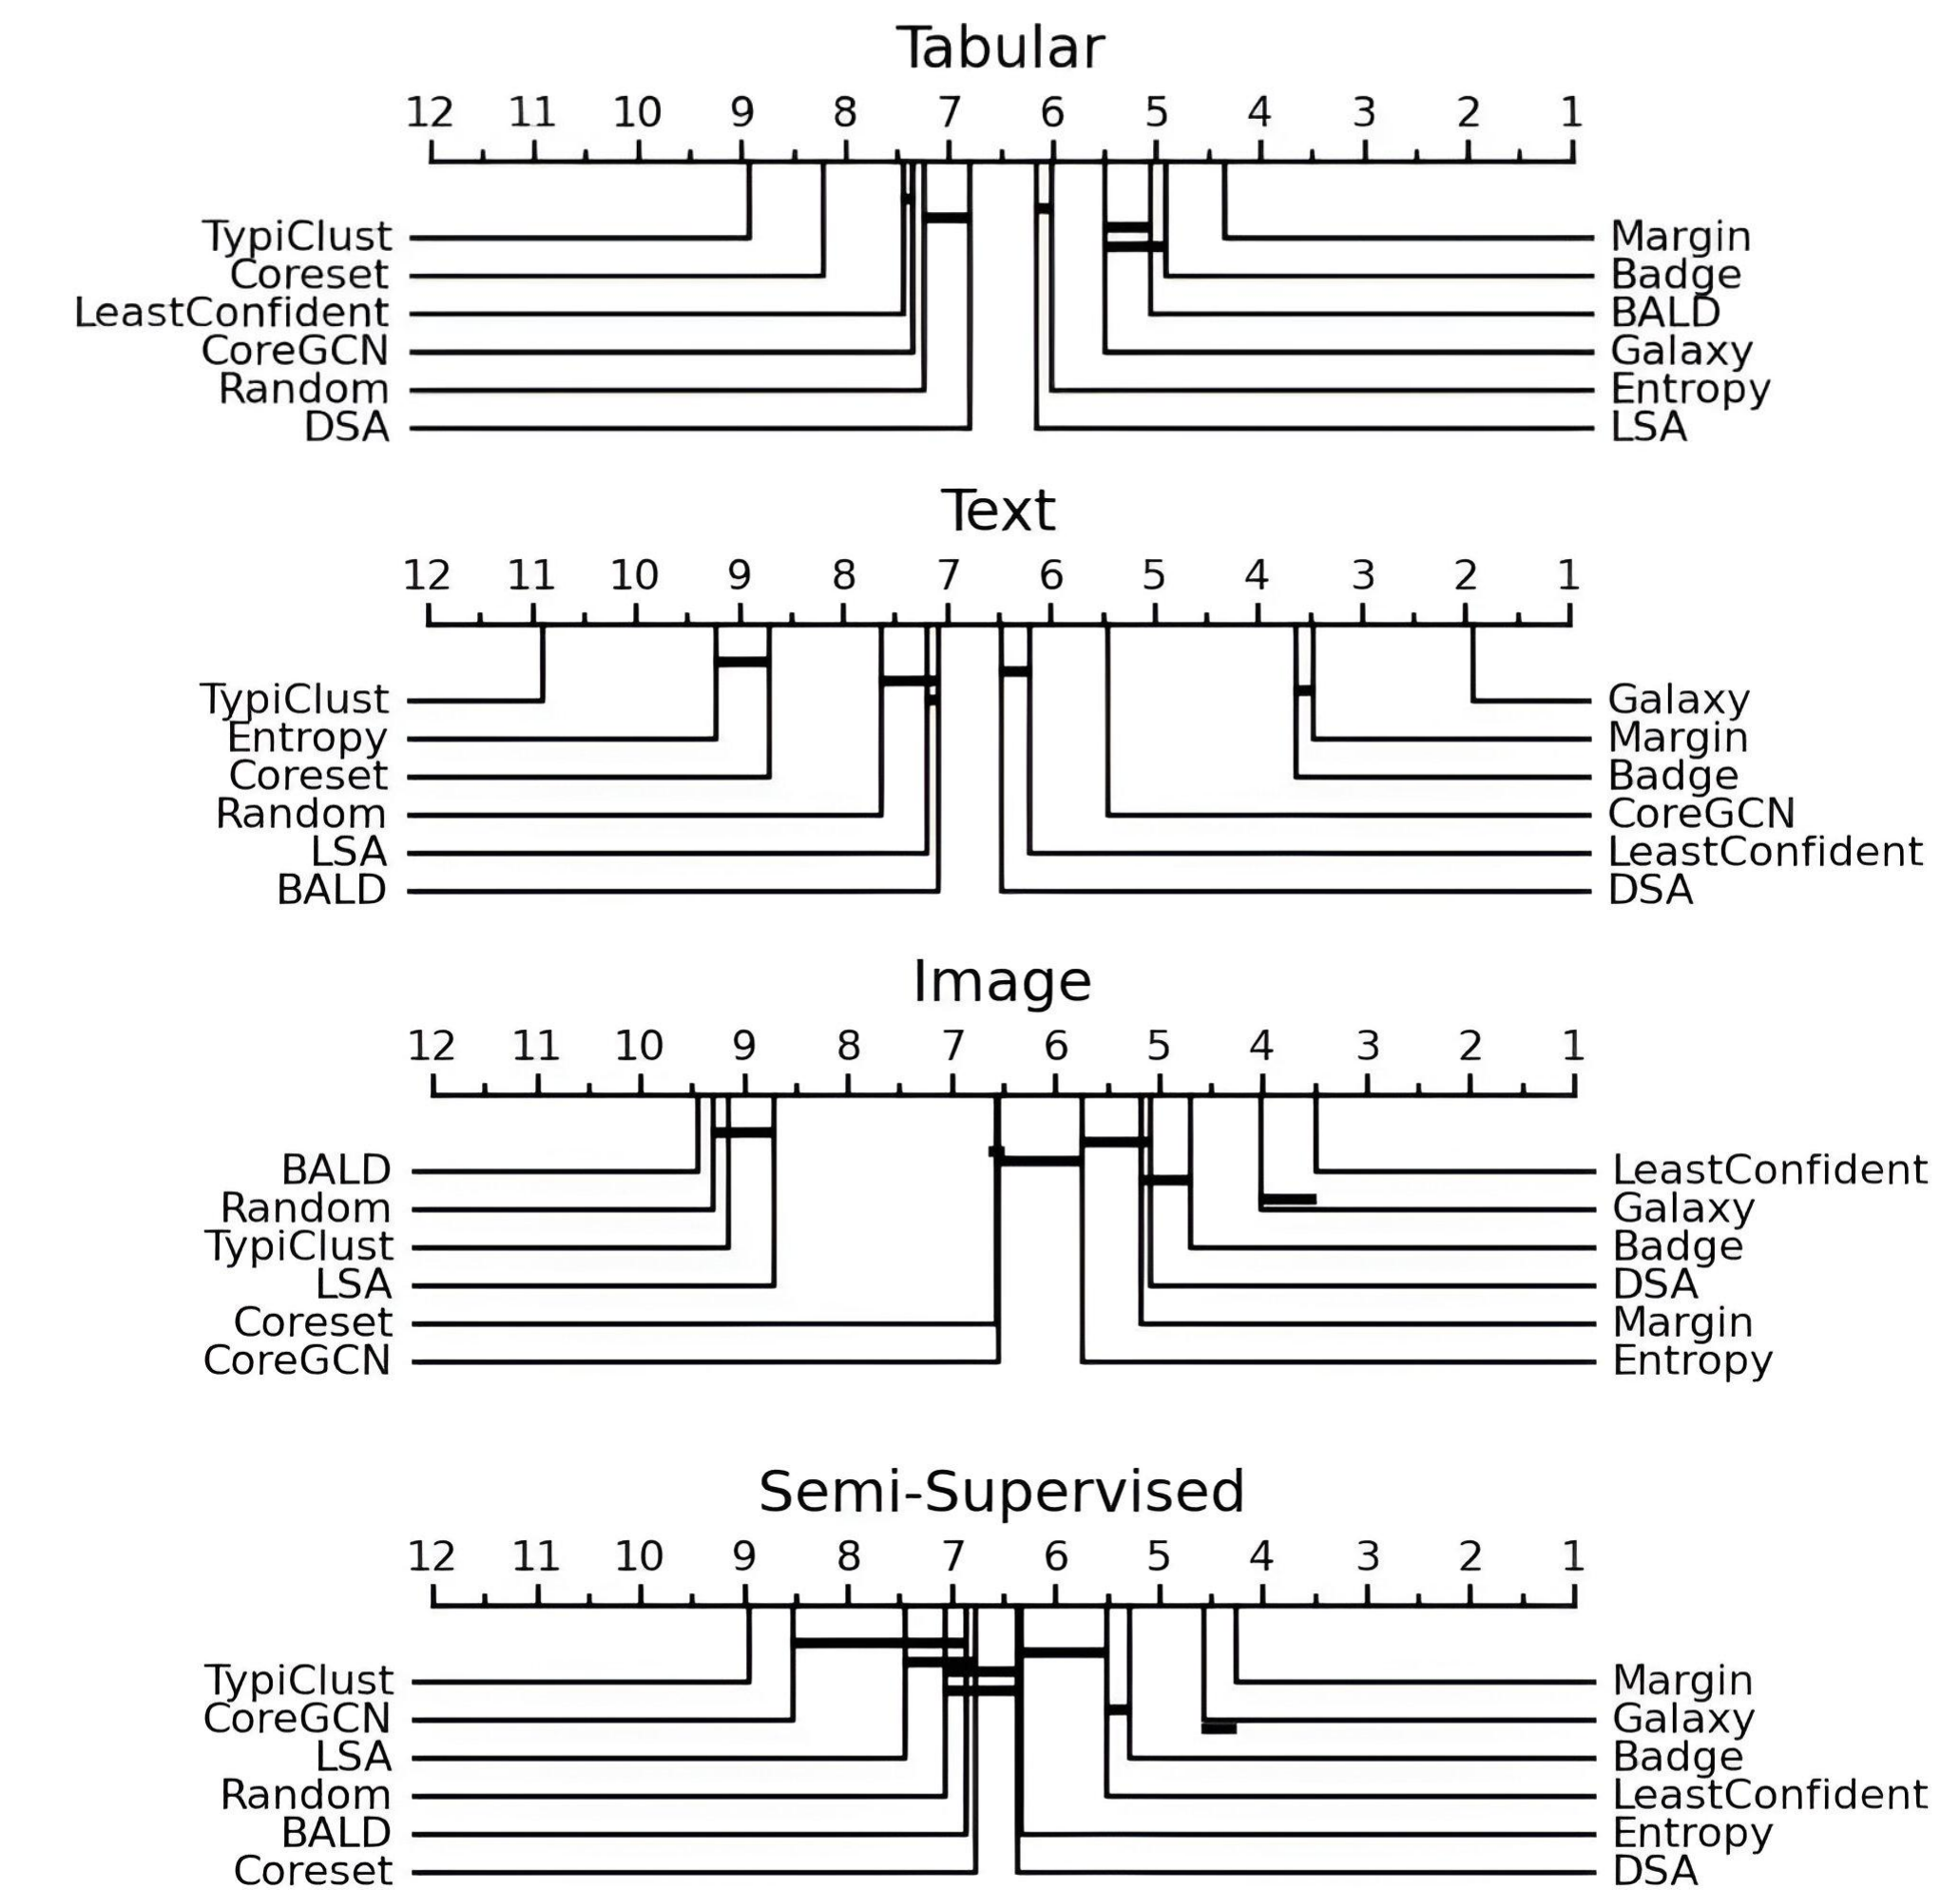 Tabular
12 11 10 9 8 7 6 5 4 3 2 1
TypiClust Margin
Coreset Badge
LeastConfident BALD
CoreGCN Galaxy
Random Entropy
DSA LSA
Text
12 11 10 9 8 7 6 5 4 3 2 1
TypiClust Galaxy
Entropy Margin
Coreset Badge
Random CoreGCN
LSA LeastConfident
BALD DSA
Image
12 11 10 9 8 7 6 5 4 3 2 1
BALD LeastConfident
Random Galaxy
TypiClust Badge
LSA DSA
Coreset Margin
CoreGCN Entropy
Semi-Supervised
12 11 10 9 8 7 6 5 4 3 2 1
TypiClust Margin
CoreGCN Galaxy
LSA Badge
Random LeastConfident
BALD Entropy
Coreset DSA